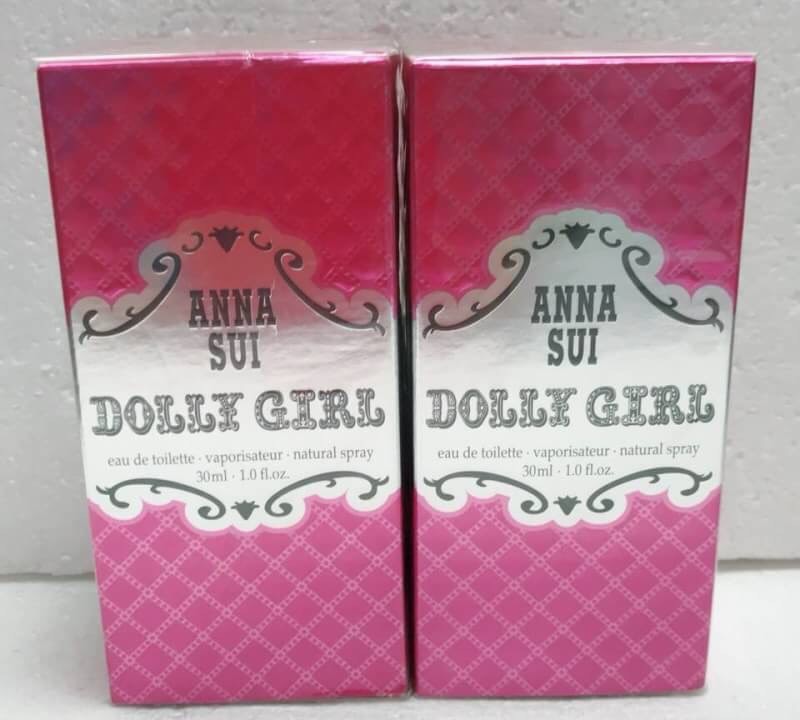 ANNA
SUI
DOLLY GIRL
eau de toilette · vaporisateur · natural spray
30ml · 1.0 fl.oz.
ANNA
SUI
DOLLY GIRL
eau de toilette · vaporisateur · natural spray
30ml · 1.0 fl.oz.